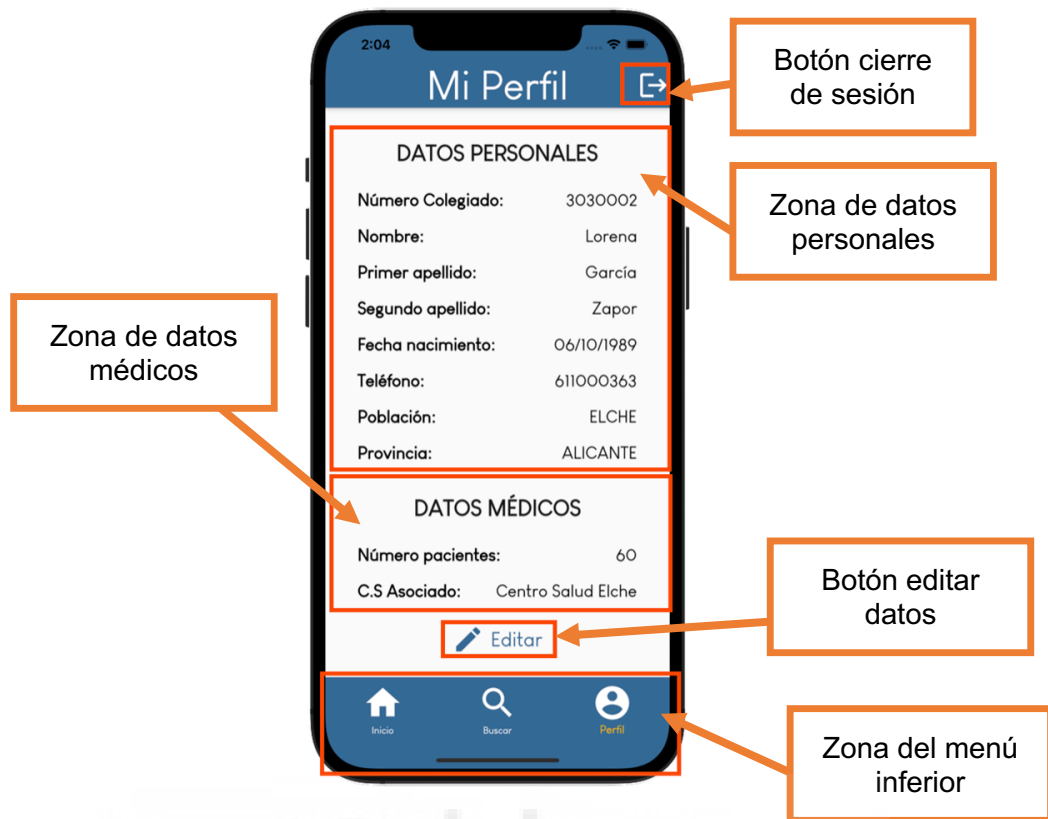 2:04
Mi Perfil
Botón cierre
de sesión
DATOS PERSONALES
Número Colegiado: 3030002
Nombre: Lorena
Primer apellido: García
Segundo apellido: Zapor
Fecha nacimiento: 06/10/1989
Teléfono: 611000363
Población: ELCHE
Provincia: ALICANTE
Zona de datos
personales
Zona de datos
médicos
DATOS MÉDICOS
Número pacientes: 60
C.S Asociado: Centro Salud Elche
Editar
Botón editar
datos
Inicio Buscar Perfil
Zona del menú
inferior